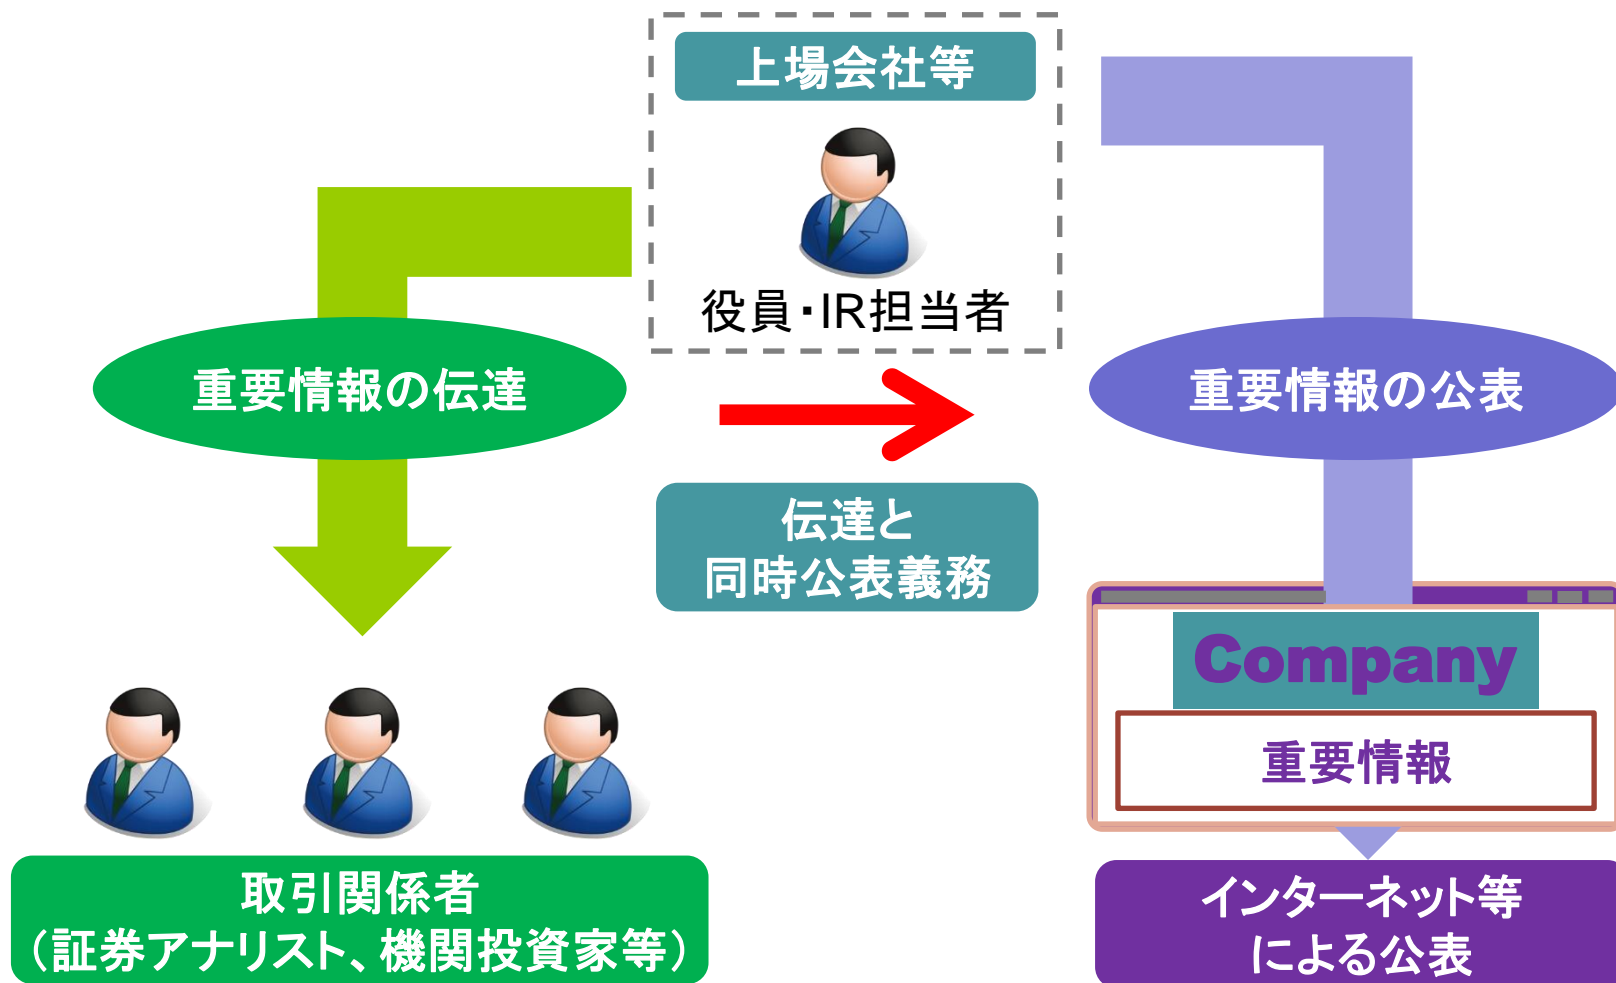 上場会社等
役員・IR担当者
重要情報の伝達
重要情報の公表
伝達と
同時公表義務
Company
重要情報
取引関係者
(証券アナリスト、機関投資家等)
インターネット等
による公表